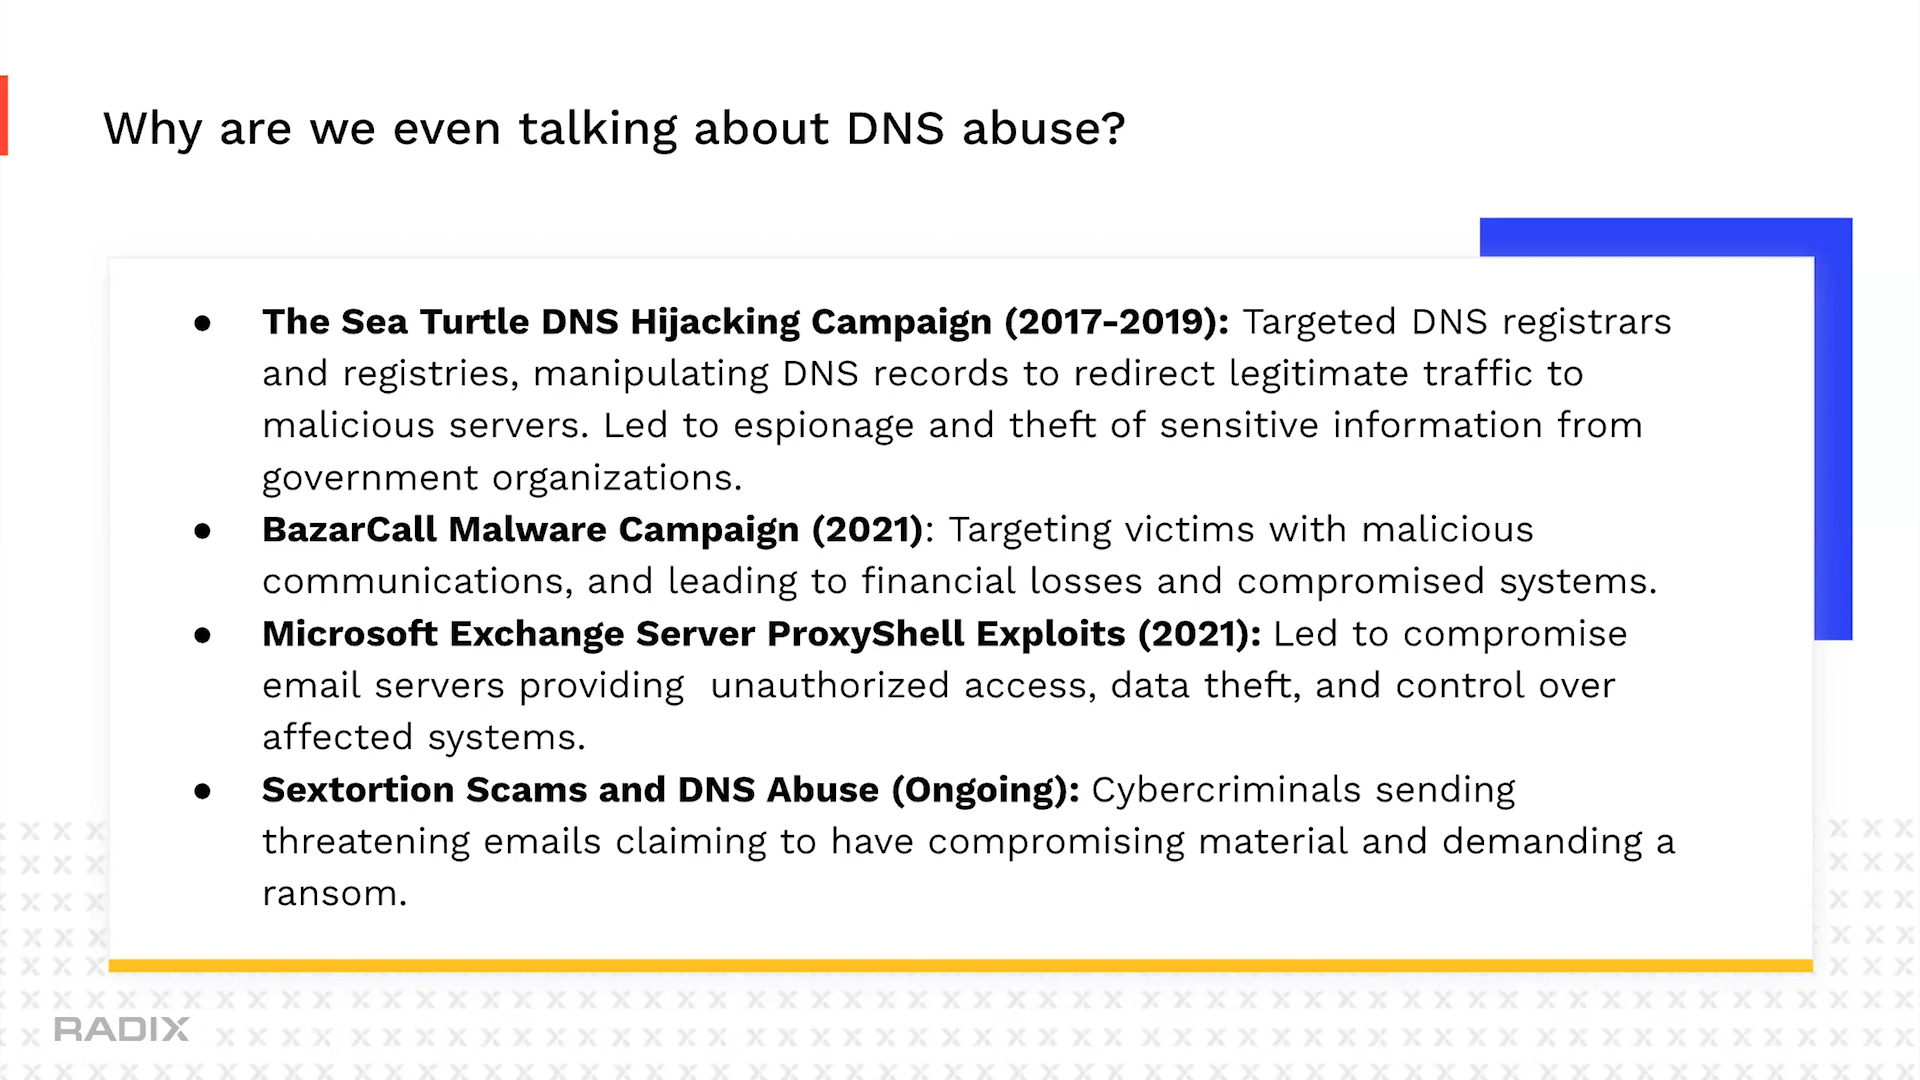 Why are we even talking about DNS abuse?
● The Sea Turtle DNS Hijacking Campaign (2017-2019): Targeted DNS registrars
and registries, manipulating DNS records to redirect legitimate traffic to
malicious servers. Led to espionage and theft of sensitive information from
government organizations.
● BazarCall Malware Campaign (2021): Targeting victims with malicious
communications, and leading to financial losses and compromised systems.
● Microsoft Exchange Server ProxyShell Exploits (2021): Led to compromise
email servers providing  unauthorized access, data theft, and control over
affected systems.
● Sextortion Scams and DNS Abuse (Ongoing): Cybercriminals sending
threatening emails claiming to have compromising material and demanding a
ransom.
RADIX